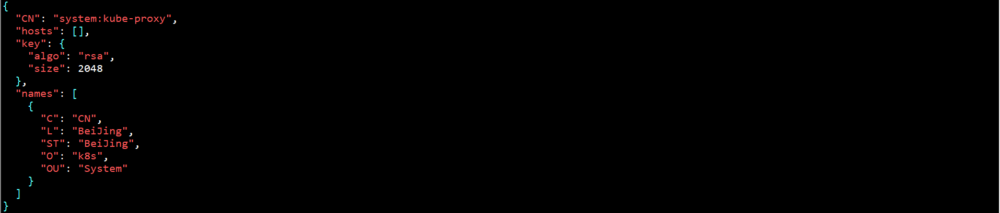 {
  "CN": "system:kube-proxy",
  "hosts": [],
  "key": {
    "algo": "rsa",
    "size": 2048
  },
  "names": [
    {
      "C": "CN",
      "L": "BeiJing",
      "ST": "BeiJing",
      "O": "k8s",
      "OU": "System"
    }
  ]
}